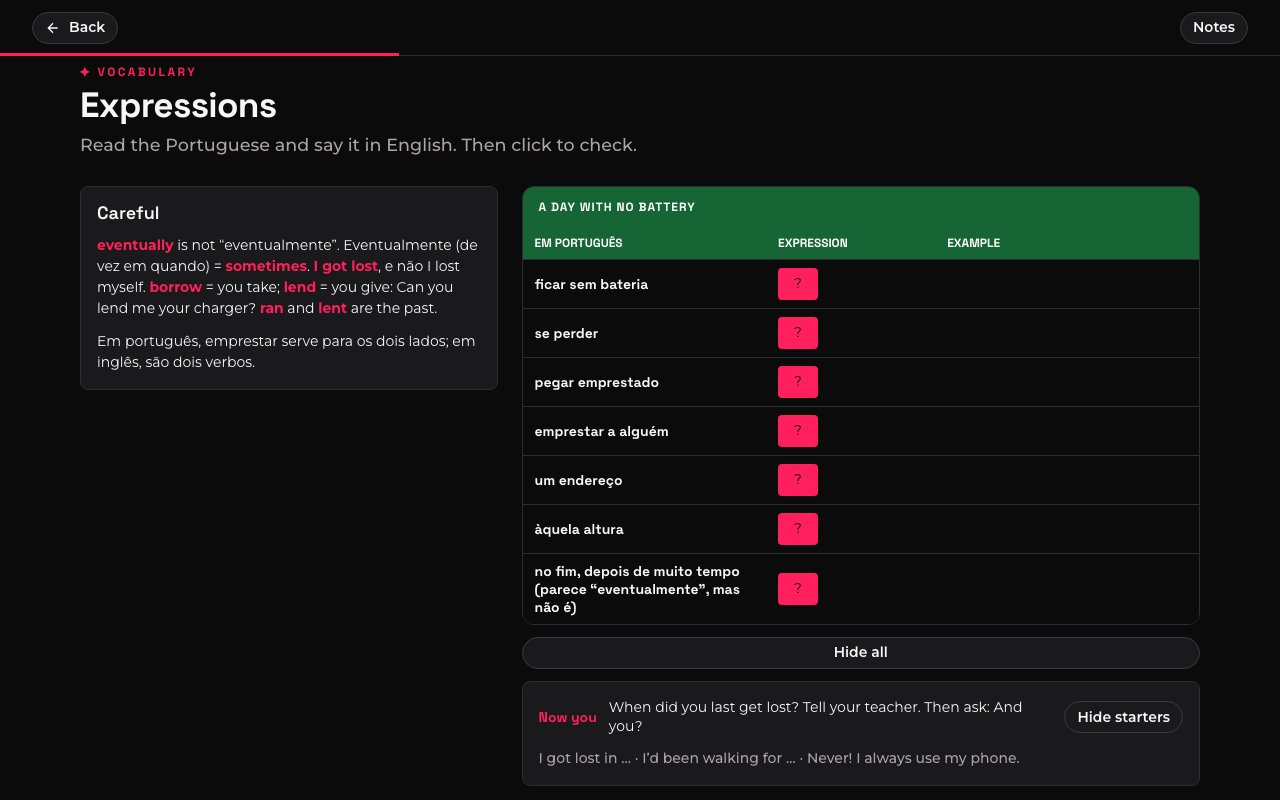 Back
Notes
VOCABULARY
Expressions
Read the Portuguese and say it in English. Then click to check.
Careful
eventually is not “eventualmente”. Eventualmente (de
vez em quando) = sometimes. I got lost, e não I lost
myself. borrow = you take; lend = you give: Can you
lend me your charger? ran and lent are the past.
Em português, emprestar serve para os dois lados; em
inglês, são dois verbos.
A DAY WITH NO BATTERY
EM PORTUGUÊS EXPRESSION EXAMPLE
ficar sem bateria ?
se perder ?
pegar emprestado ?
emprestar a alguém ?
um endereço ?
àquela altura ?
no fim, depois de muito tempo
(parece “eventualmente”, mas ?
não é)
Hide all
Now you
When did you last get lost? Tell your teacher. Then ask: And
you?
Hide starters
I got lost in ... · I’d been walking for ... · Never! I always use my phone.